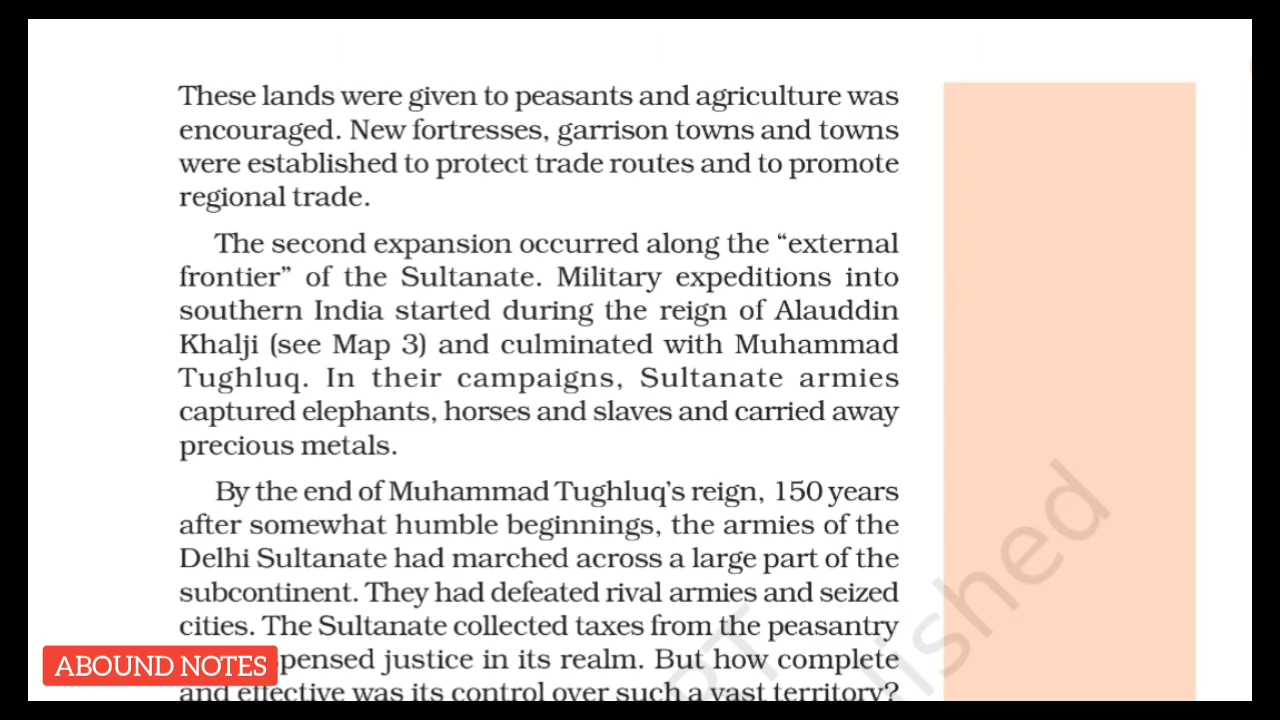 These lands were given to peasants and agriculture was
encouraged. New fortresses, garrison towns and towns
were established to protect trade routes and to promote
regional trade.
The second expansion occurred along the “external
frontier” of the Sultanate. Military expeditions into
southern India started during the reign of Alauddin
Khalji (see Map 3) and culminated with Muhammad
Tughluq. In their campaigns, Sultanate armies
captured elephants, horses and slaves and carried away
precious metals.
By the end of Muhammad Tughluq’s reign, 150 years
after somewhat humble beginnings, the armies of the
Delhi Sultanate had marched across a large part of the
subcontinent. They had defeated rival armies and seized
cities. The Sultanate collected taxes from the peasantry
pensed justice in its realm. But how complete
and effective was its control over such a vast territory?
ABOUND NOTES